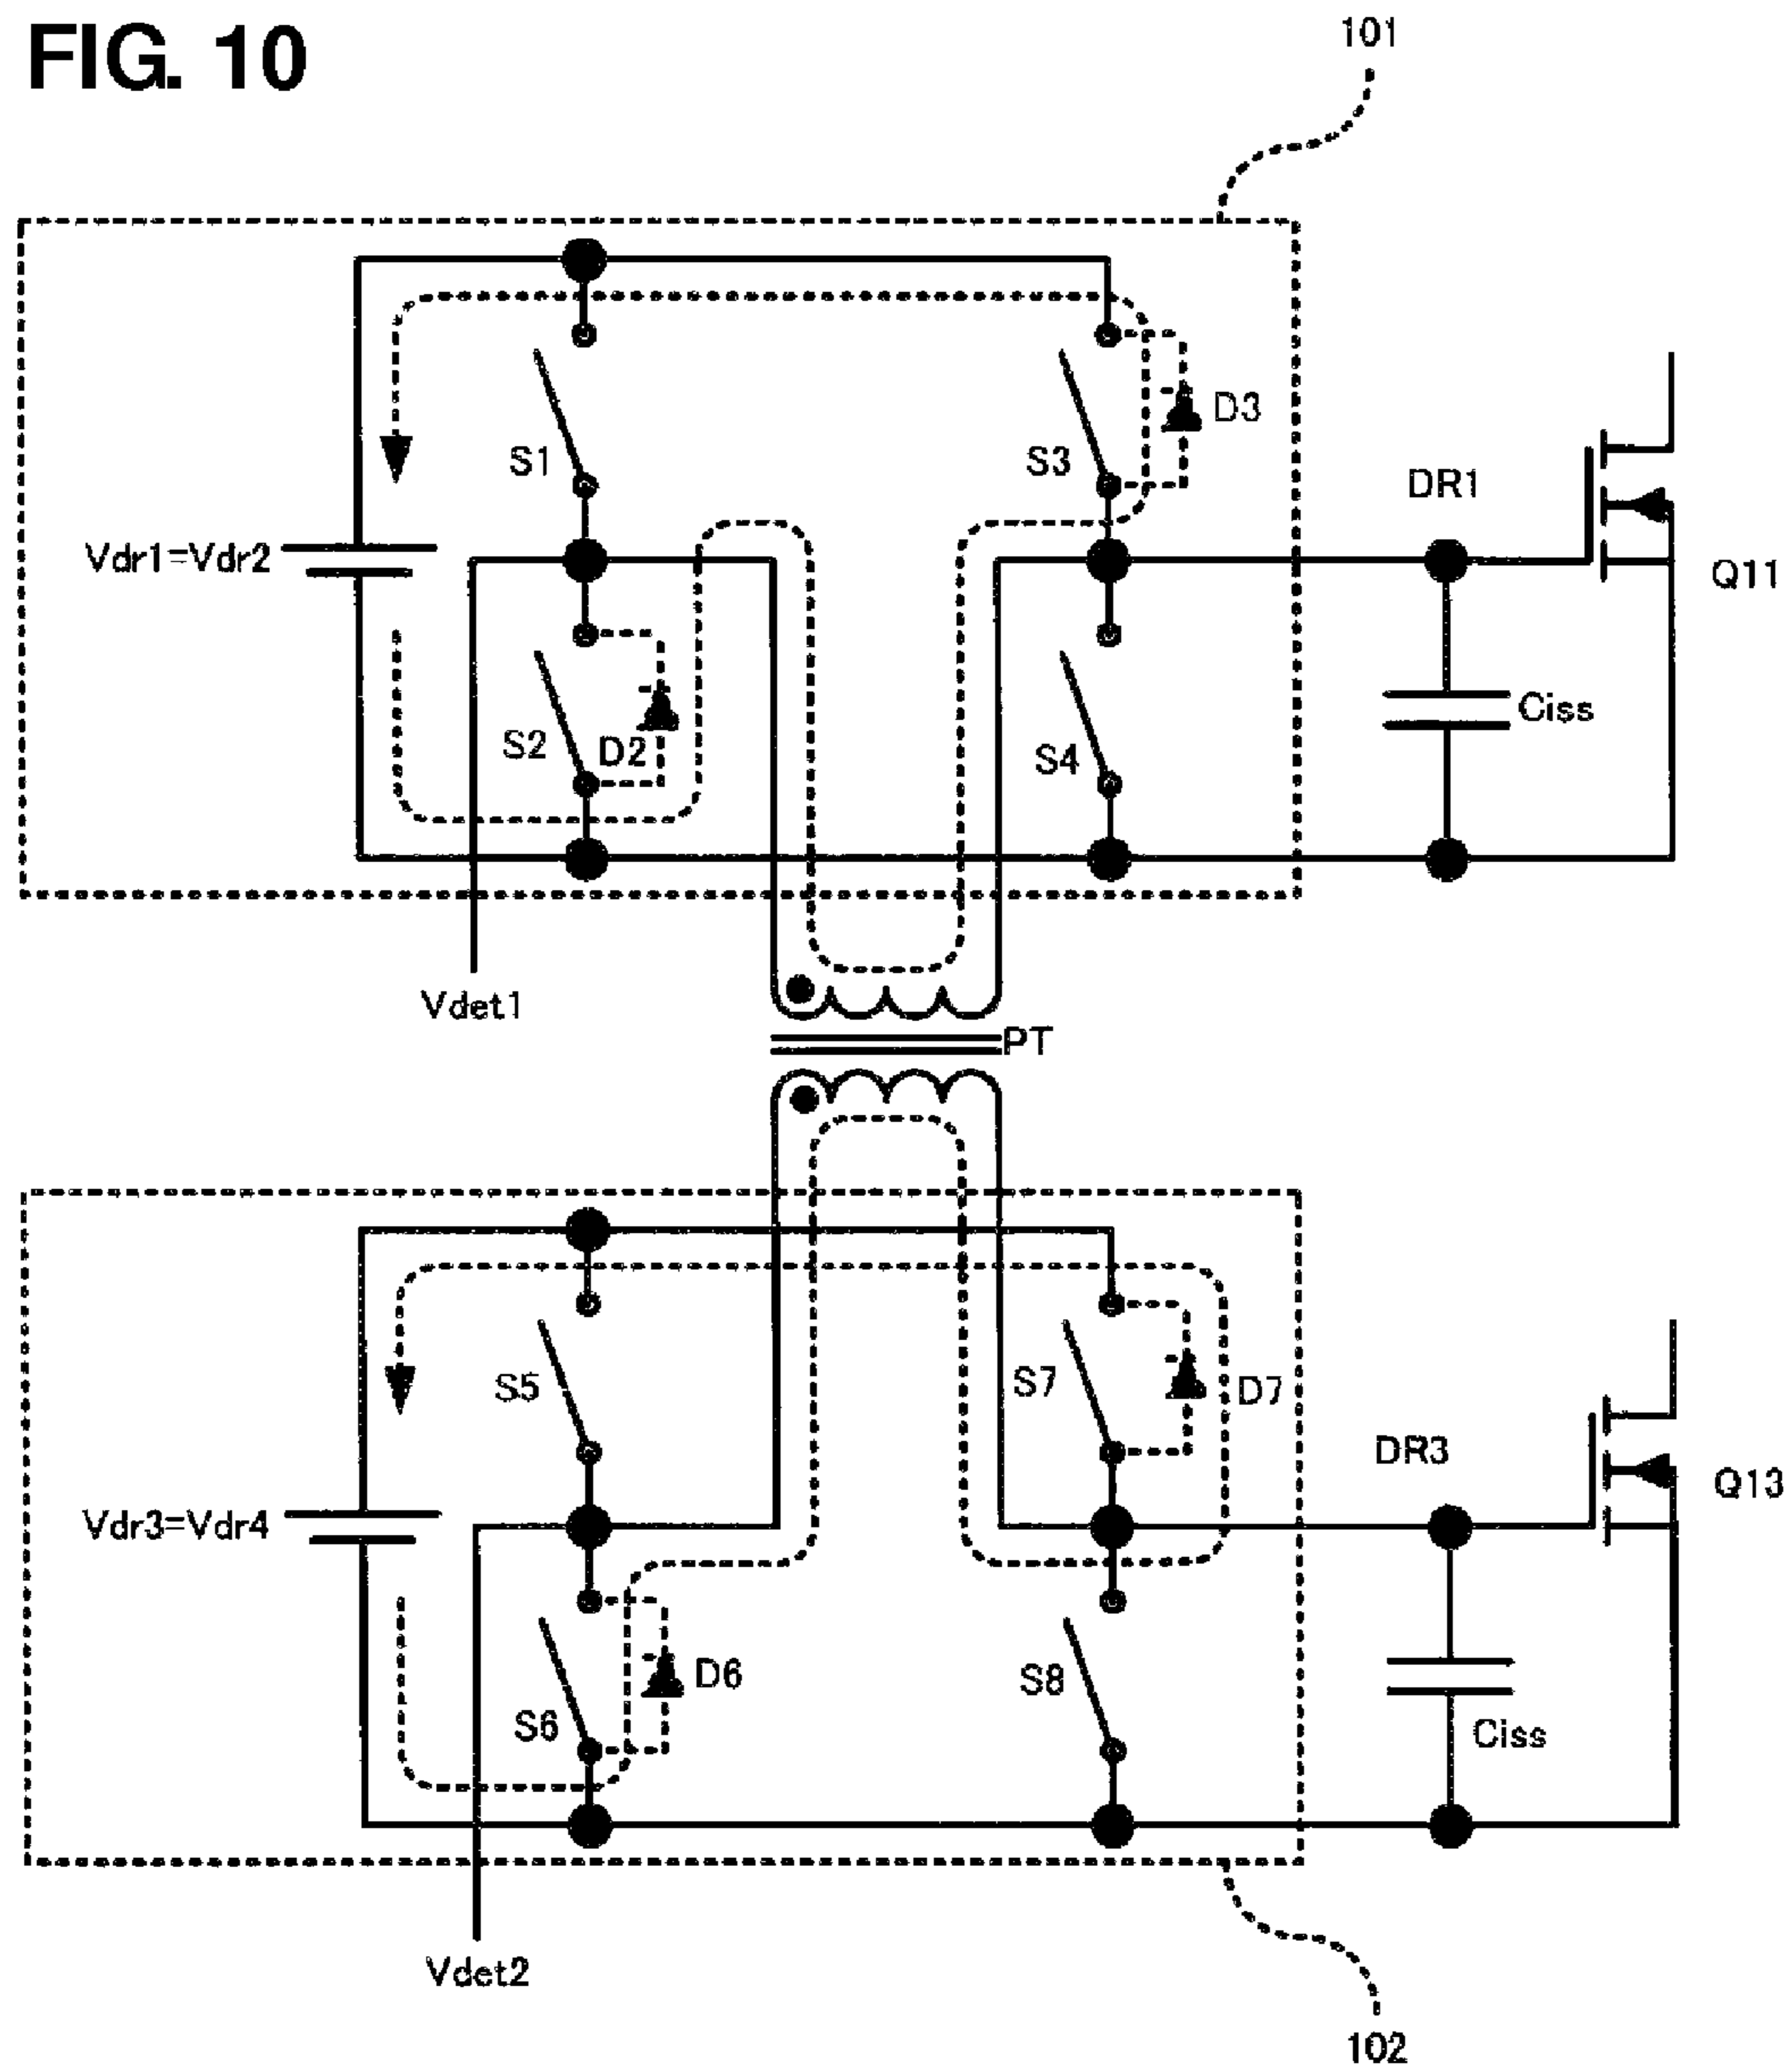 FIG. 10
101
D3
S1
S3
DR1
Vdr1=Vdr2
Q11
Ciss
S2
D2
S4
Vdet1
PT
S5
S7
D7
DR3
Q13
Vdr3=Vdr4
D6
S8
S6
Ciss
Vdet2
102